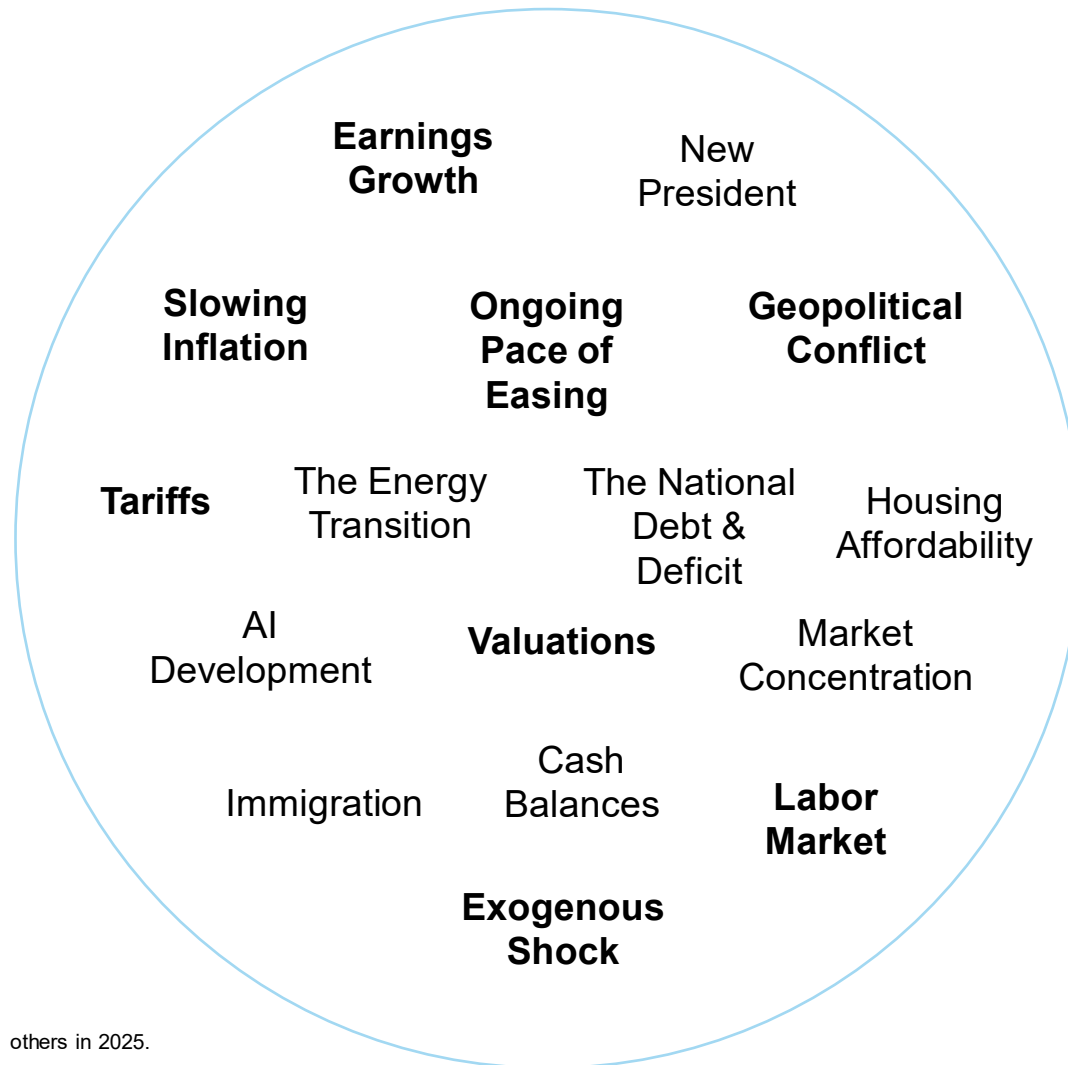 Earnings
Growth
New
President
Slowing
Inflation
Ongoing
Pace of
Easing
Geopolitical
Conflict
Tariffs
The Energy
Transition
The National
Debt &
Deficit
Housing
Affordability
AI
Development
Valuations
Market
Concentration
Immigration
Cash
Balances
Labor
Market
Exogenous
Shock
others in 2025.